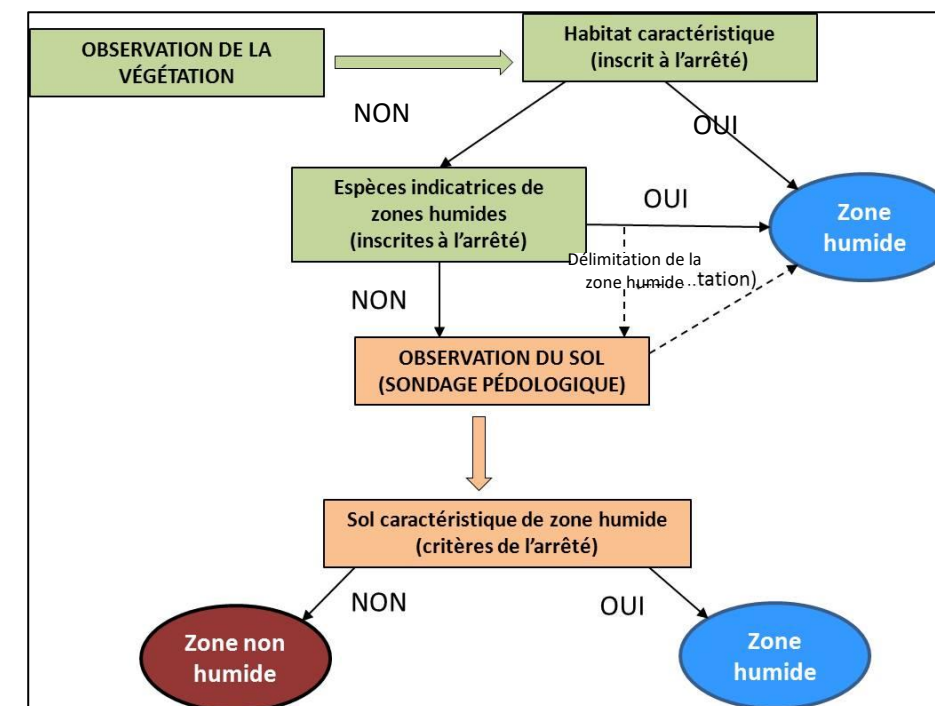 OBSERVATION DE LA
VÉGÉTATION
Habitat caractéristique
(inscrit à l'arrêté)
NON
OUI
Espèces indicatrices de
zones humides
(inscrites à l'arrêté)
OUI
Zone
humide
Délimitation de la
zone humide ...tation)
NON
OBSERVATION DU SOL
(SONDAGE PÉDOLOGIQUE)
Sol caractéristique de zone humide
(critères de l'arrêté)
NON
OUI
Zone non
humide
Zone
humide